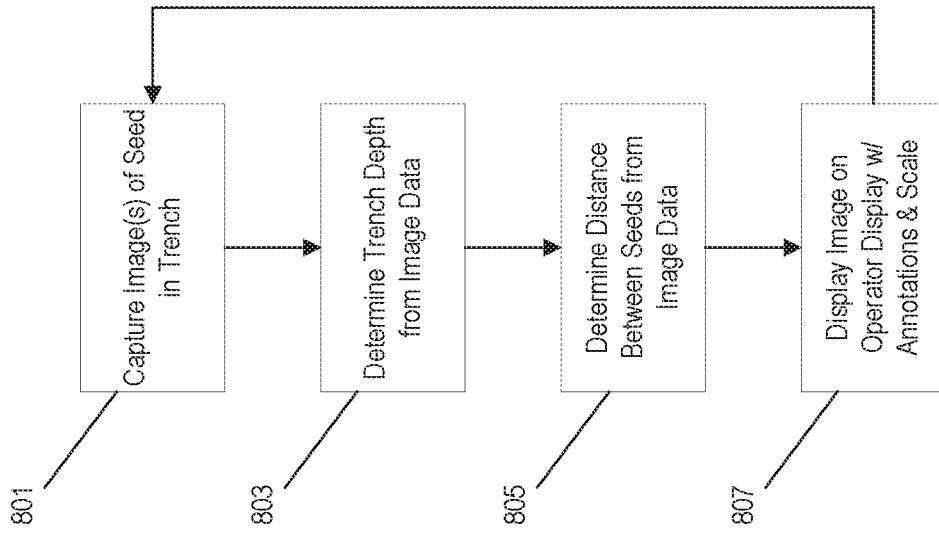 801
Capture Image(s) of Seed
in Trench
803
Determine Trench Depth
from Image Data
805
Determine Distance
Between Seeds from
Image Data
807
Display Image on
Operator Display w/
Annotations & Scale